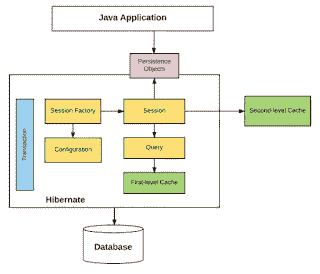 Java Application
Persistence
Objects
Transaction
Session Factory
Session
Second-level Cache
Configuration
Query
First-level Cache
Hibernate
Database